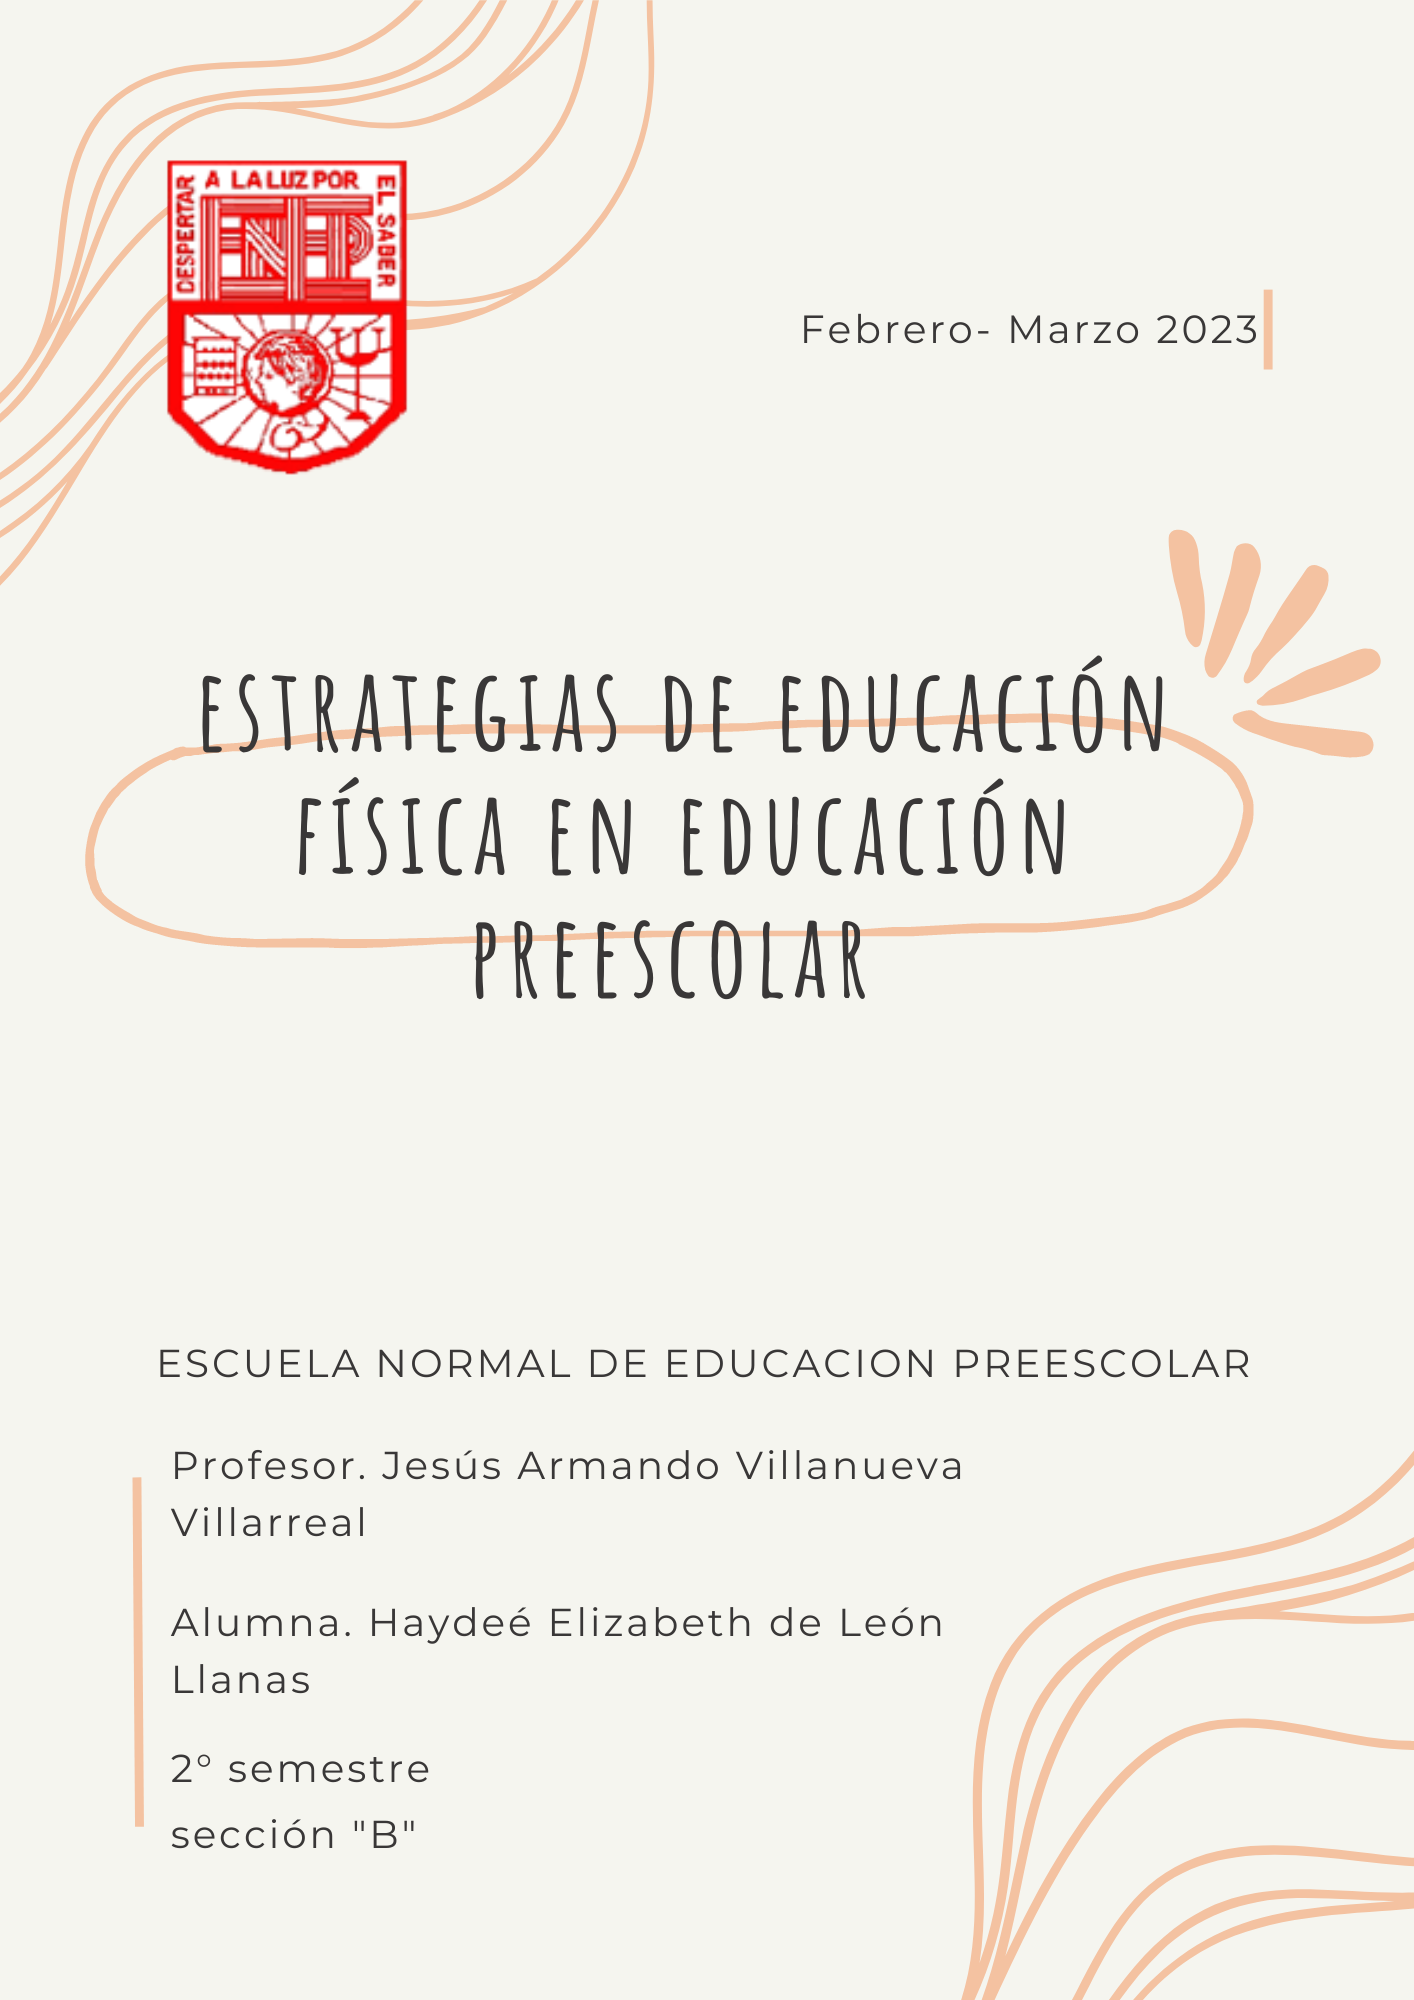 DESPERTAR
A LA LUZ POR
EL SABER
ENEP
Febrero- Marzo 2023
ESTRATEGIAS DE EDUCACIÓN
FÍSICA EN EDUCACIÓN
PREESCOLAR
ESCUELA NORMAL DE EDUCACION PREESCOLAR
Profesor. Jesús Armando Villanueva
Villarreal
Alumna. Haydeé Elizabeth de León
Llanas
2° semestre
sección "B"